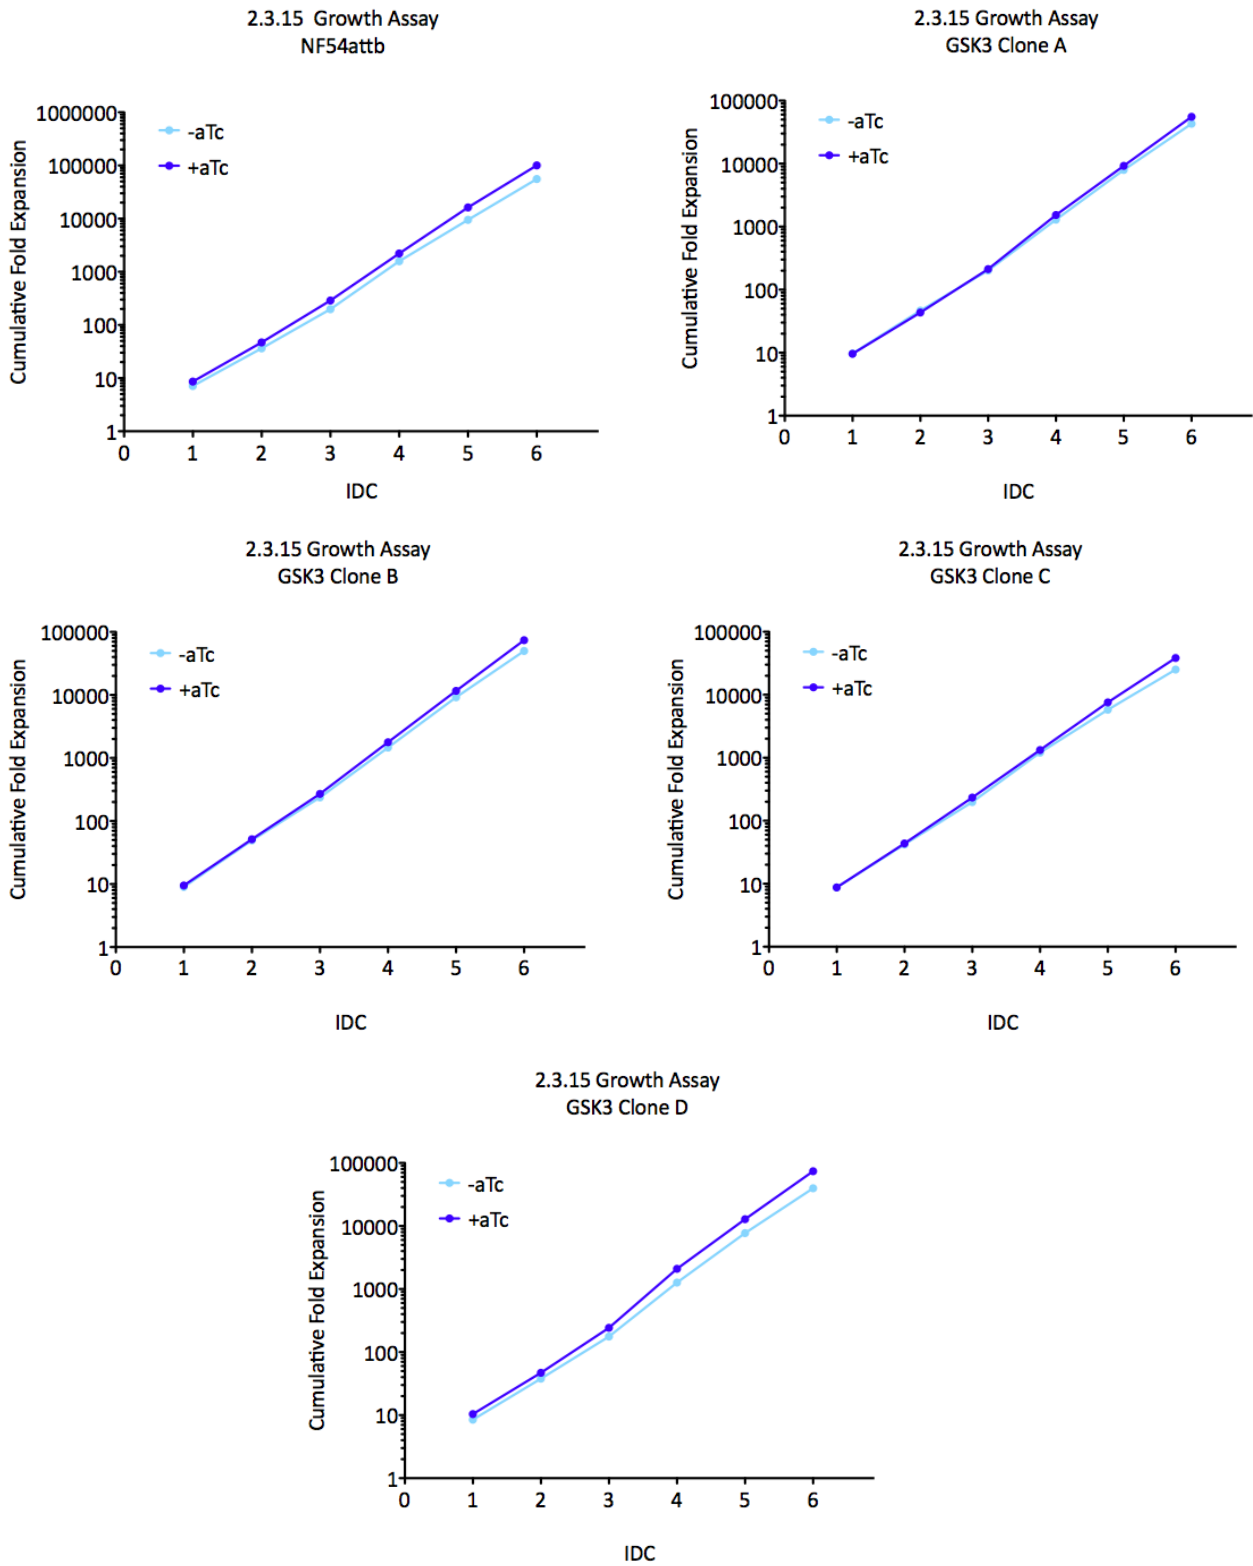 2.3.15  Growth Assay
NF54attb
Cumulative Fold Expansion
1000000
100000
10000
1000
100
10
1
-aTc
+aTc
0 1 2 3 4 5 6
IDC
2.3.15 Growth Assay
GSK3 Clone A
Cumulative Fold Expansion
100000
10000
1000
100
10
1
-aTc
+aTc
0 1 2 3 4 5 6
IDC
2.3.15 Growth Assay
GSK3 Clone B
Cumulative Fold Expansion
100000
10000
1000
100
10
1
-aTc
+aTc
0 1 2 3 4 5 6
IDC
2.3.15 Growth Assay
GSK3 Clone C
Cumulative Fold Expansion
100000
10000
1000
100
10
1
-aTc
+aTc
0 1 2 3 4 5 6
IDC
2.3.15 Growth Assay
GSK3 Clone D
Cumulative Fold Expansion
100000
10000
1000
100
10
1
-aTc
+aTc
0 1 2 3 4 5 6
IDC